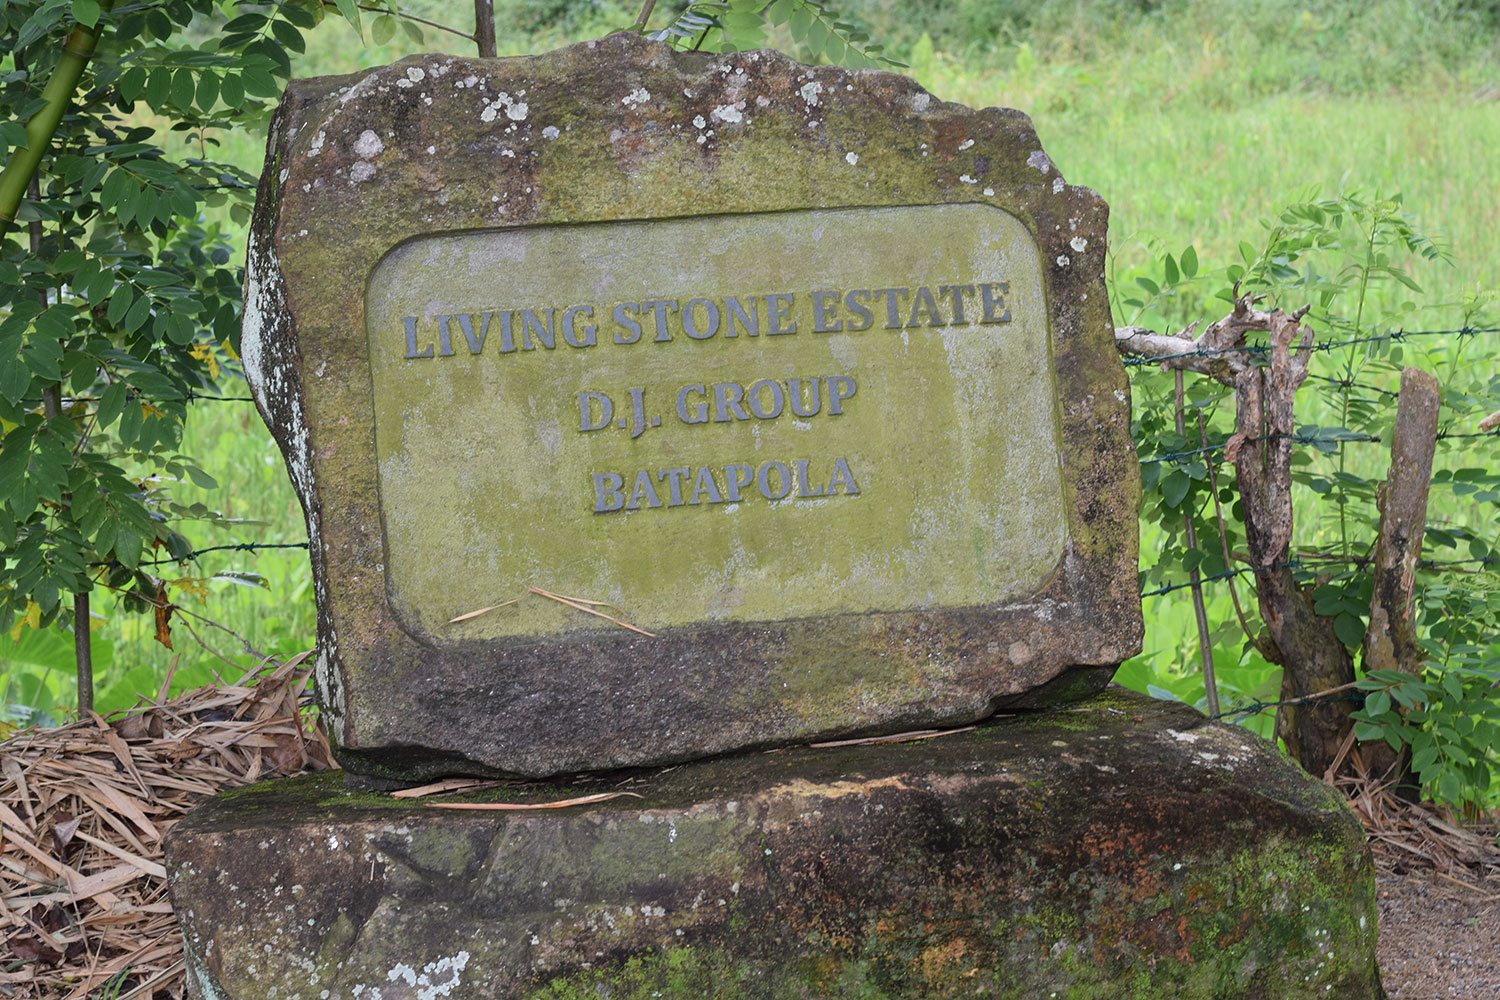 LIVING STONE ESTATE
D.J. GROUP
BATAPOLA